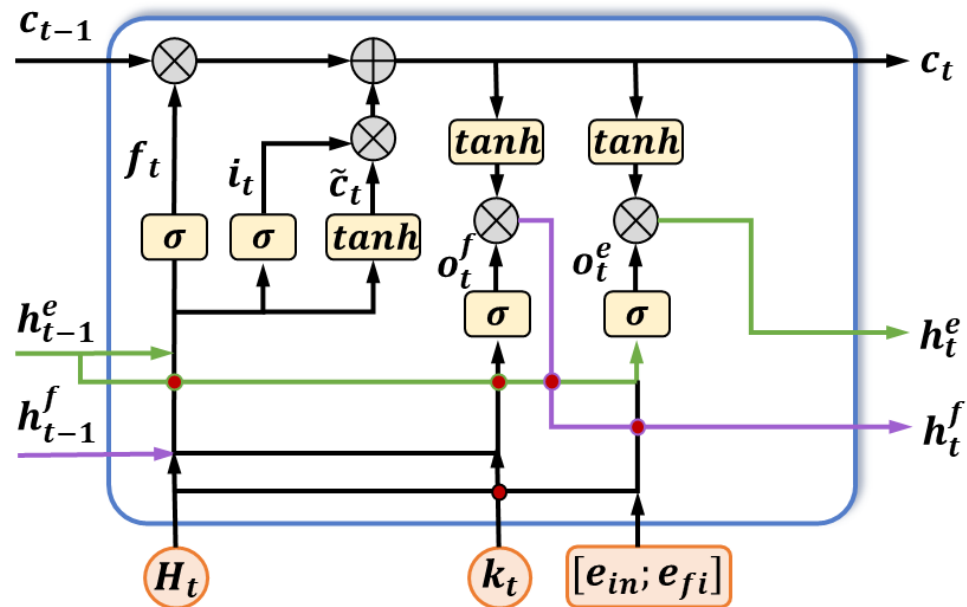 c_{t-1}
c_t
tanh
tanh
f_t
i_t
c̃_t
σ
σ
tanh
o_t^f
o_t^e
σ
σ
h_{t-1}^e
h_t^e
h_{t-1}^f
h_t^f
H_t
k_t
[e_{in}; e_{fi}]